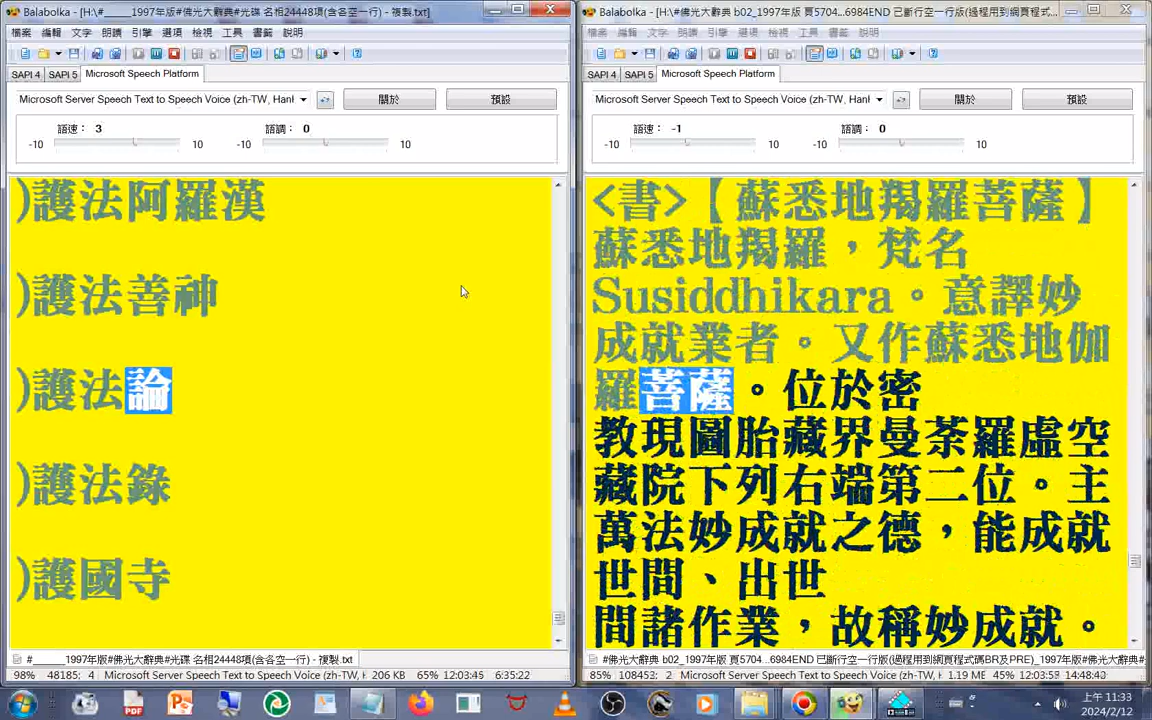 Balabolka - [H:\#_____1997年版#佛光大辭典#光碟 名相24448項(含各空一行) - 複製.txt]
檔案 編輯 文字 朗讀 引擎 選項 檢視 工具 書籤 說明
SAPI 4 SAPI 5 Microsoft Speech Platform
Microsoft Server Speech Text to Speech Voice (zh-TW, Hanl
關於
預設
語速： 3
語調： 0
-10 10 -10 10
)護法阿羅漢
)護法善神
)護法論
)護法錄
)護國寺
#_____1997年版#佛光大辭典#光碟 名相24448項(含各空一行) - 複製.txt
98% 48185: 4 Microsoft Server Speech Text to Speech Voice (zh-TW, H 206 KB 65% 12:03:45 6:35:22
Balabolka - [H:\#佛光大辭典 b02_1997年版 頁5704...6984END 已斷行空一行版(過程用到網頁程式...
檔案 編輯 文字 朗讀 引擎 選項 檢視 工具 書籤 說明
SAPI 4 SAPI 5 Microsoft Speech Platform
Microsoft Server Speech Text to Speech Voice (zh-TW, Hanl
關於
預設
語速： -1
語調： 0
-10 10 -10 10
<書>【蘇悉地羯羅菩薩】
蘇悉地羯羅，梵名
Susiddhikara。意譯妙
成就業者。又作蘇悉地伽
羅菩薩。位於密
教現圖胎藏界曼荼羅虛空
藏院下列右端第二位。主
萬法妙成就之德，能成就
世間、出世
間諸作業，故稱妙成就。
#佛光大辭典 b02_1997年版 頁5704...6984END 已斷行空一行版(過程用到網頁程式碼BR及PRE)_1997年版#
85% 108452: 2 Microsoft Server Speech Text to Speech Voice (zh-TW, Hanl 1.19 ME 45% 12:03:59 14:48:40
PDF
上午 11:33
2024/2/12